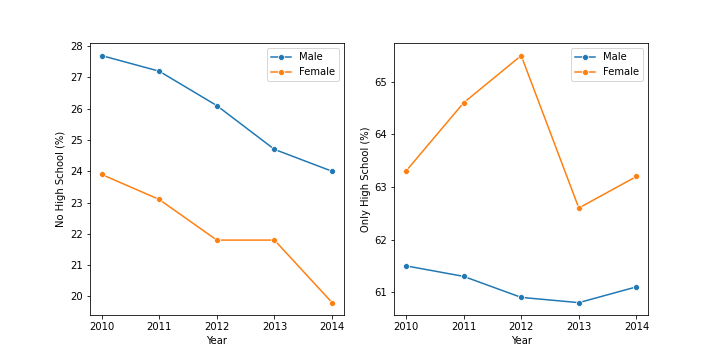 No High School (%)
28
27
26
25
24
23
22
21
20
2010 2011 2012 2013 2014
Year
Male
Female
Only High School (%)
65
64
63
62
61
2010 2011 2012 2013 2014
Year
Male
Female